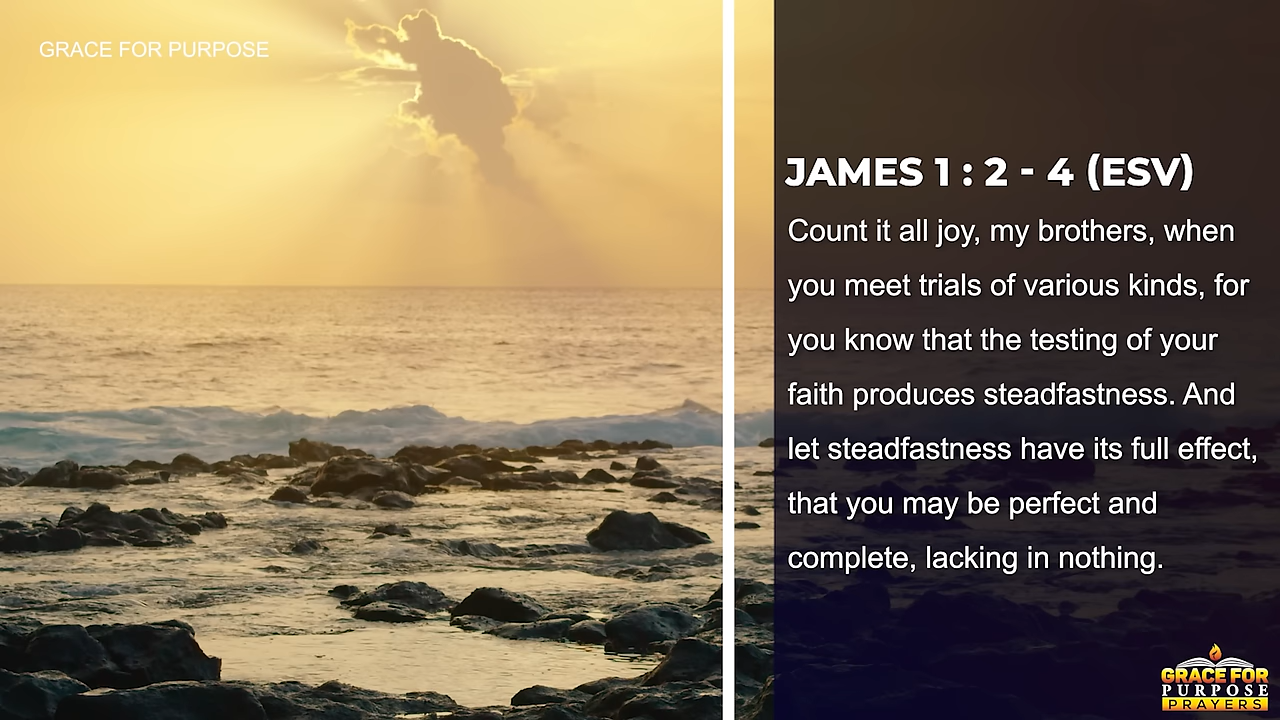 GRACE FOR PURPOSE
JAMES 1 : 2 - 4 (ESV)
Count it all joy, my brothers, when
you meet trials of various kinds, for
you know that the testing of your
faith produces steadfastness. And
let steadfastness have its full effect,
that you may be perfect and
complete, lacking in nothing.
GRACE FOR
PURPOSE
PRAYERS